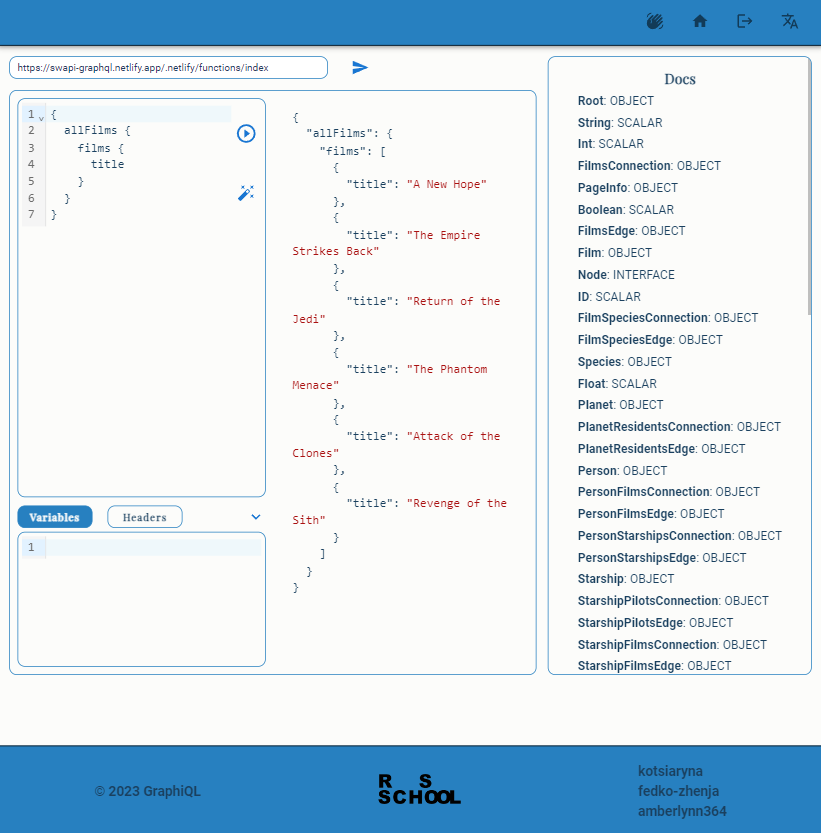 https://swapi-graphql.netlify.app/.netlify/functions/index
1 {
2 allFilms {
3 films {
4 title
5 }
6 }
7 }
Variables Headers
1
{
"allFilms": {
"films": [
{
"title": "A New Hope"
},
{
"title": "The Empire
Strikes Back"
},
{
"title": "Return of the
Jedi"
},
{
"title": "The Phantom
Menace"
},
{
"title": "Attack of the
Clones"
},
{
"title": "Revenge of the
Sith"
}
]
}
}
Docs
Root: OBJECT
String: SCALAR
Int: SCALAR
FilmsConnection: OBJECT
PageInfo: OBJECT
Boolean: SCALAR
FilmsEdge: OBJECT
Film: OBJECT
Node: INTERFACE
ID: SCALAR
FilmSpeciesConnection: OBJECT
FilmSpeciesEdge: OBJECT
Species: OBJECT
Float: SCALAR
Planet: OBJECT
PlanetResidentsConnection: OBJECT
PlanetResidentsEdge: OBJECT
Person: OBJECT
PersonFilmsConnection: OBJECT
PersonFilmsEdge: OBJECT
PersonStarshipsConnection: OBJECT
PersonStarshipsEdge: OBJECT
Starship: OBJECT
StarshipPilotsConnection: OBJECT
StarshipPilotsEdge: OBJECT
StarshipFilmsConnection: OBJECT
StarshipFilmsEdge: OBJECT
© 2023 GraphiQL
R S
SCHOOL
kotsiaryna
fedko-zhenja
amberlynn364